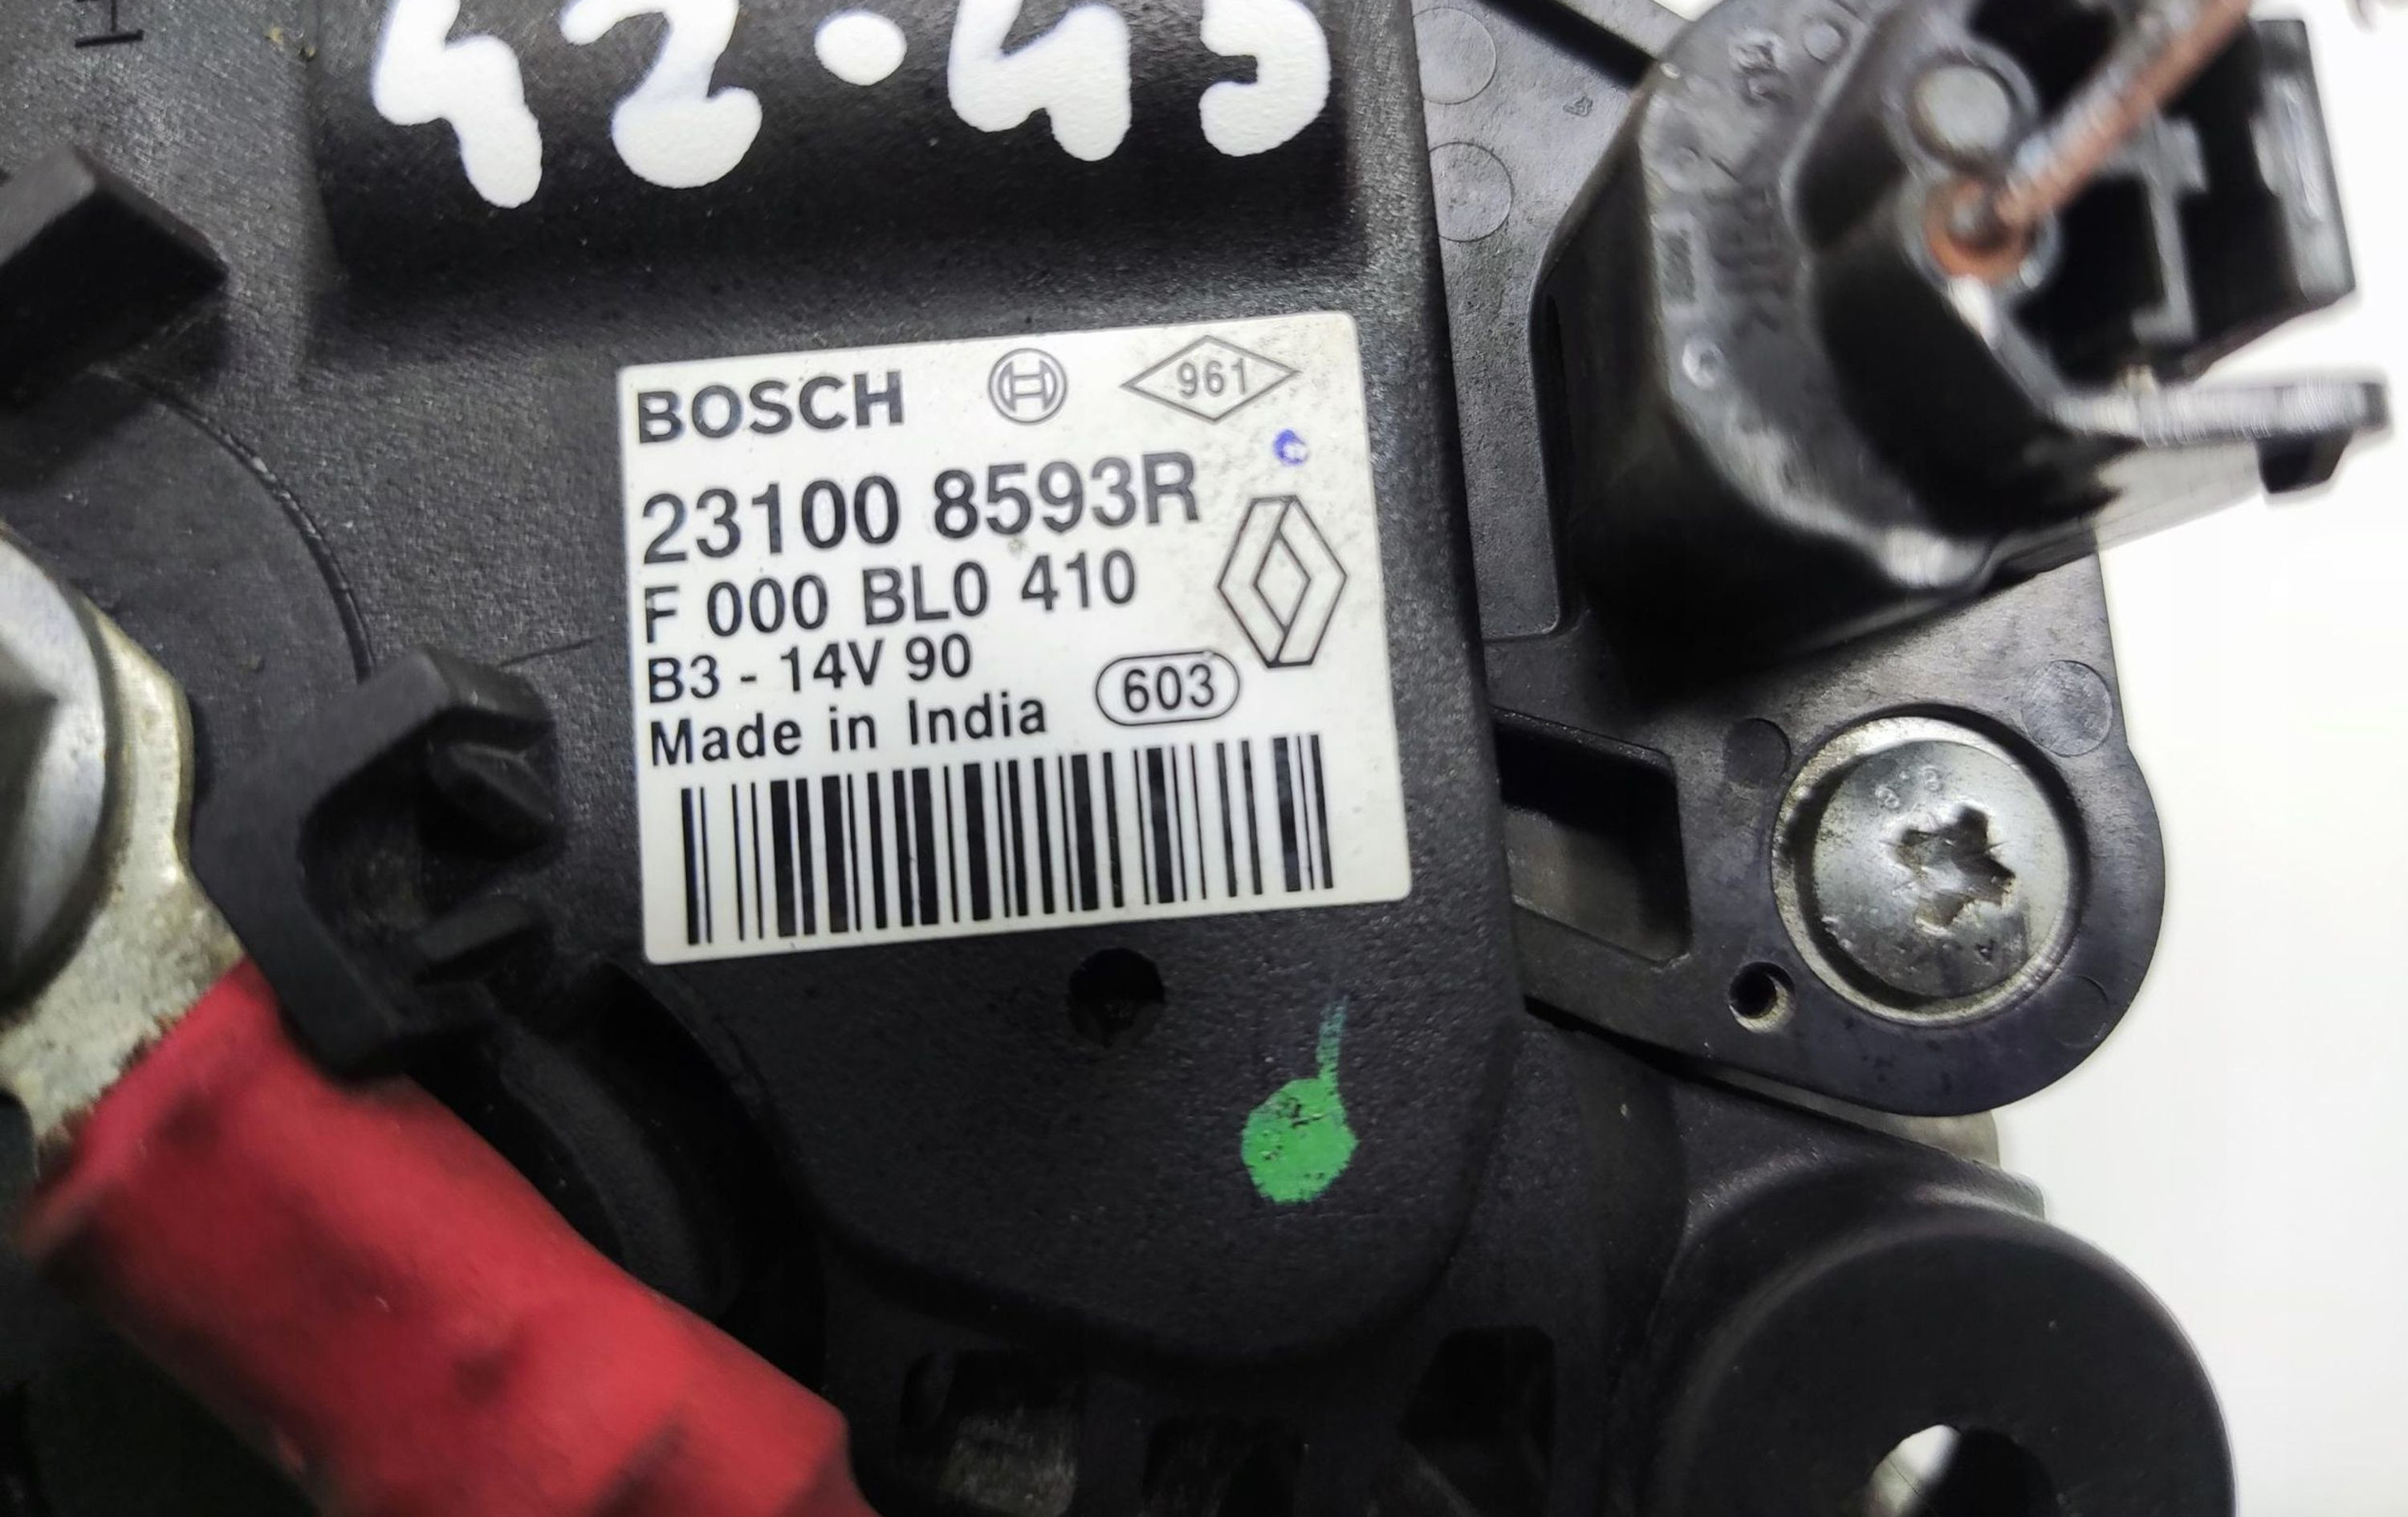 42.45
BOSCH 961
23100 8593R
F 000 BL0 410
B3 - 14V 90
Made in India 603